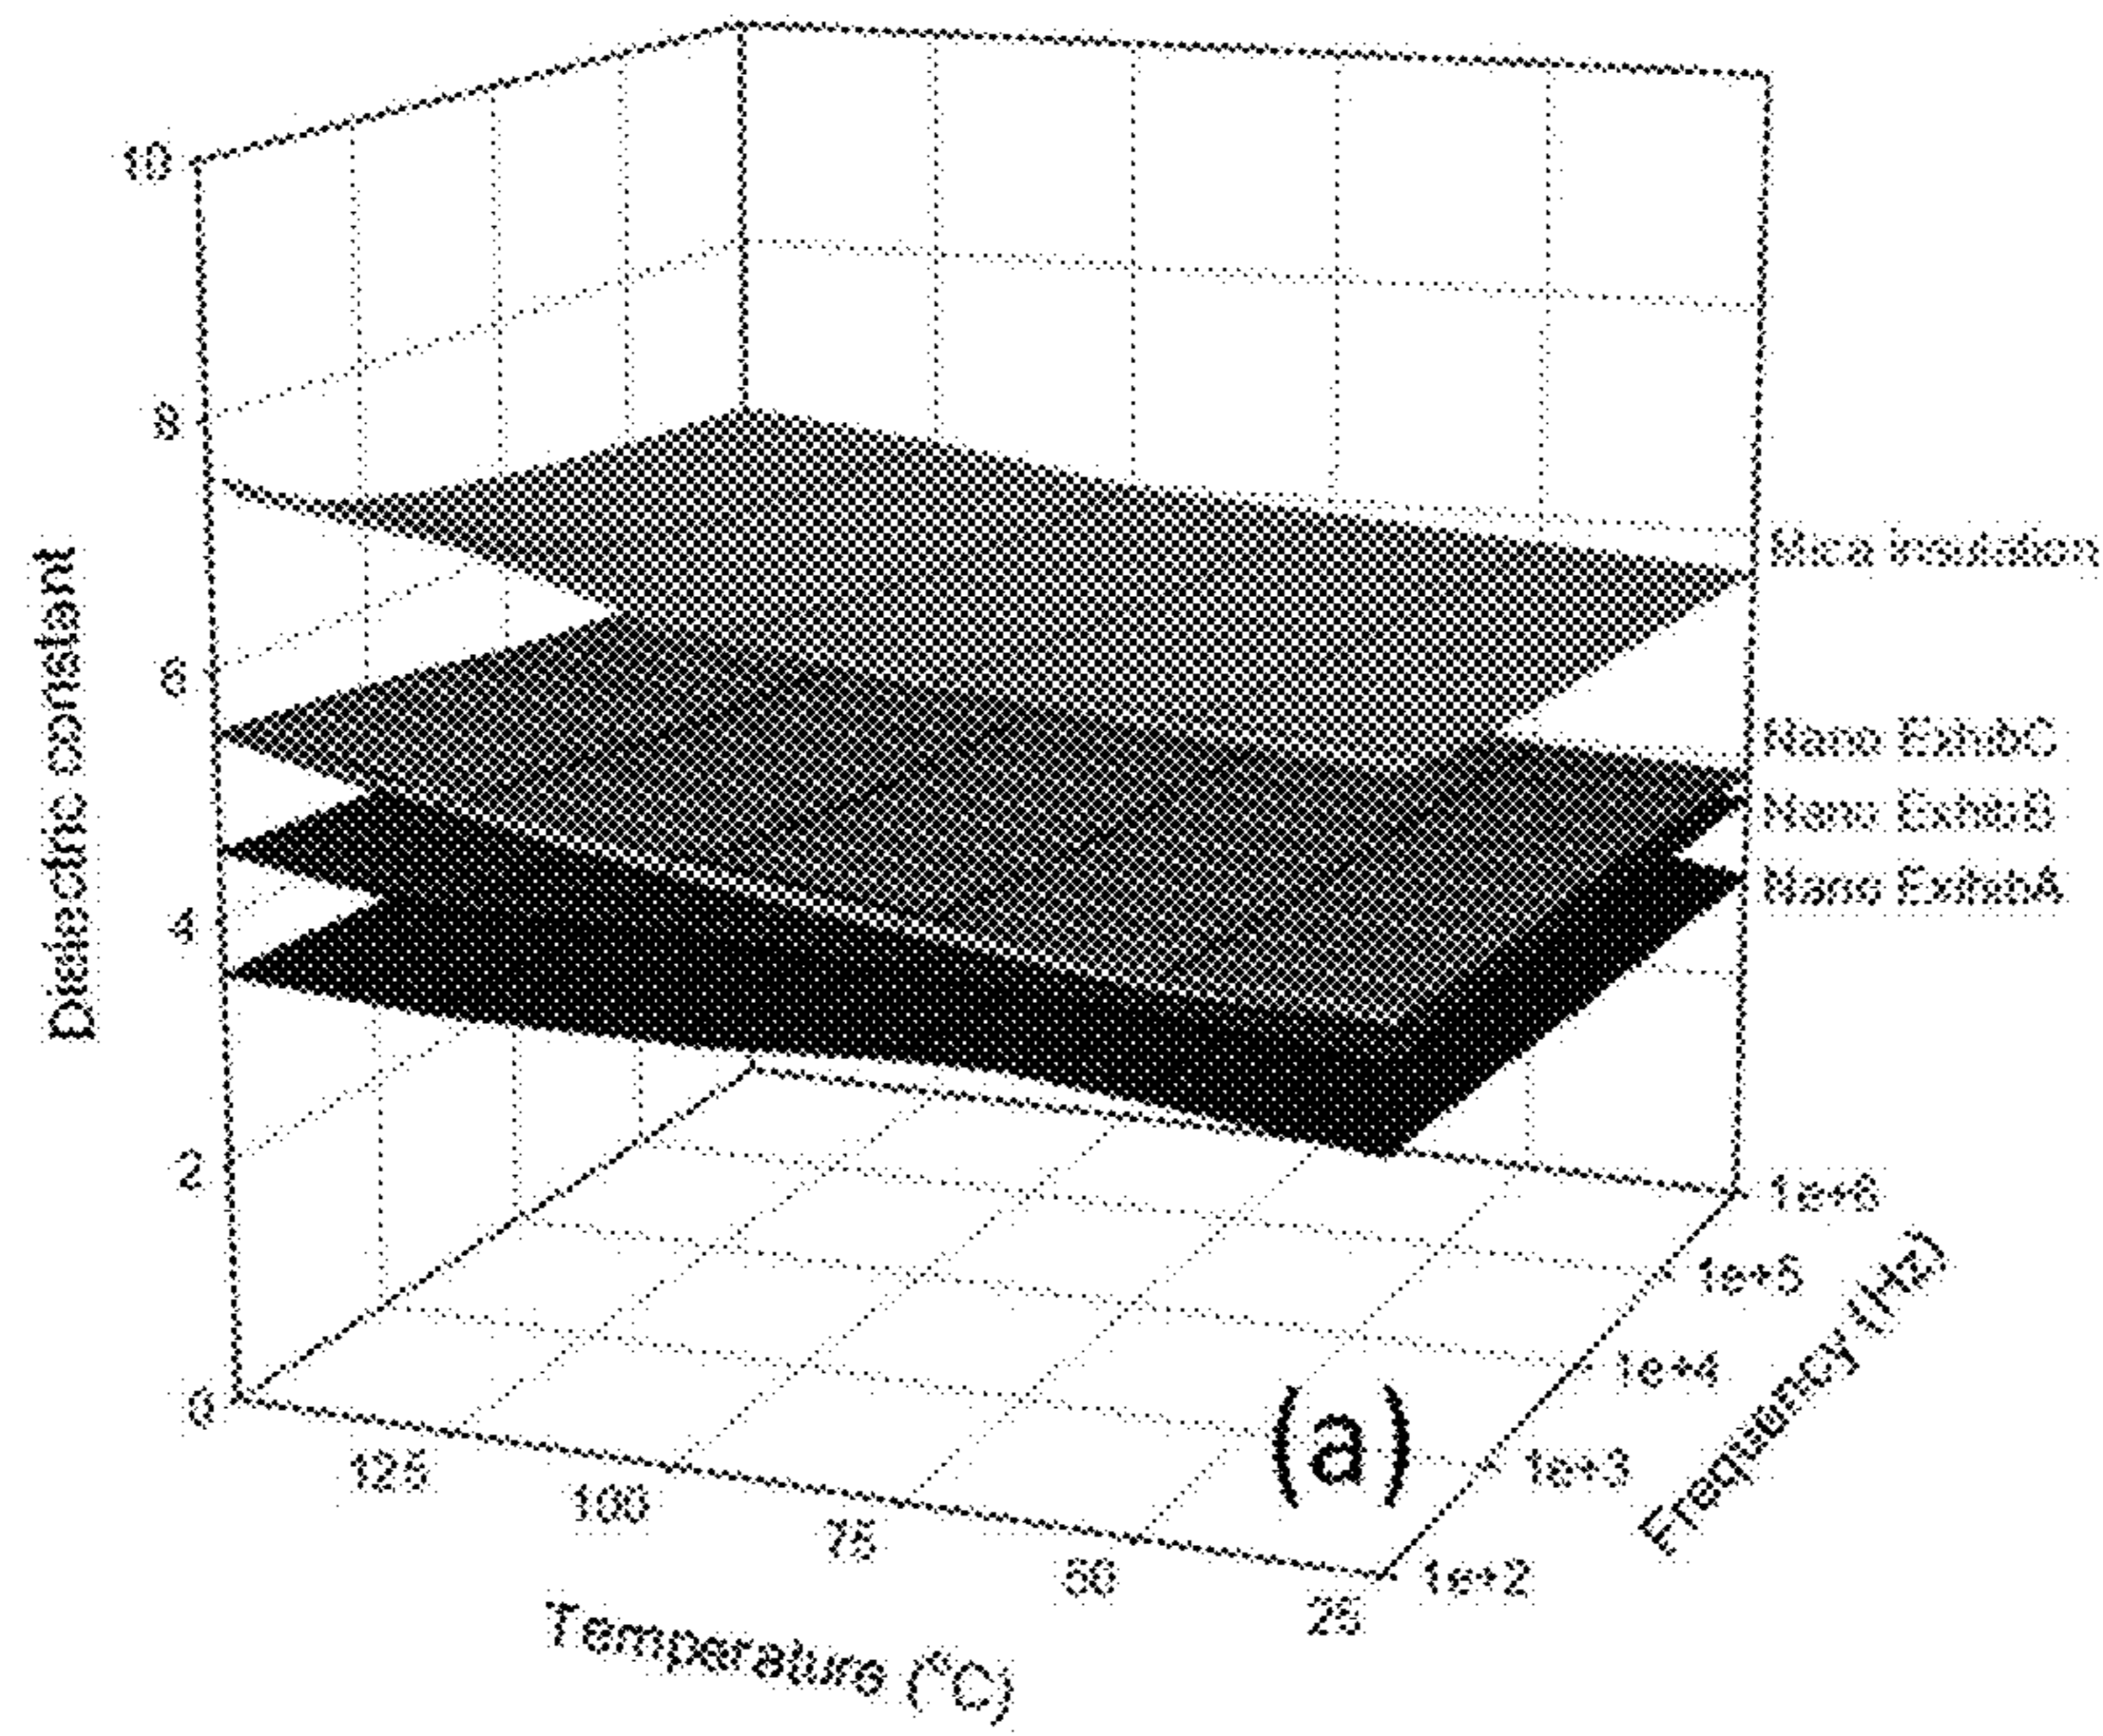 10
8
6
4
2
0
Dielectric constant
Mica Insulation
Nano ExhibC
Nano ExhibB
Nano ExhibA
1e+6
1e+5
1e+4
1e+3
1e+2
Frequency (Hz)
(a)
125
100
75
50
25
Temperature (°C)